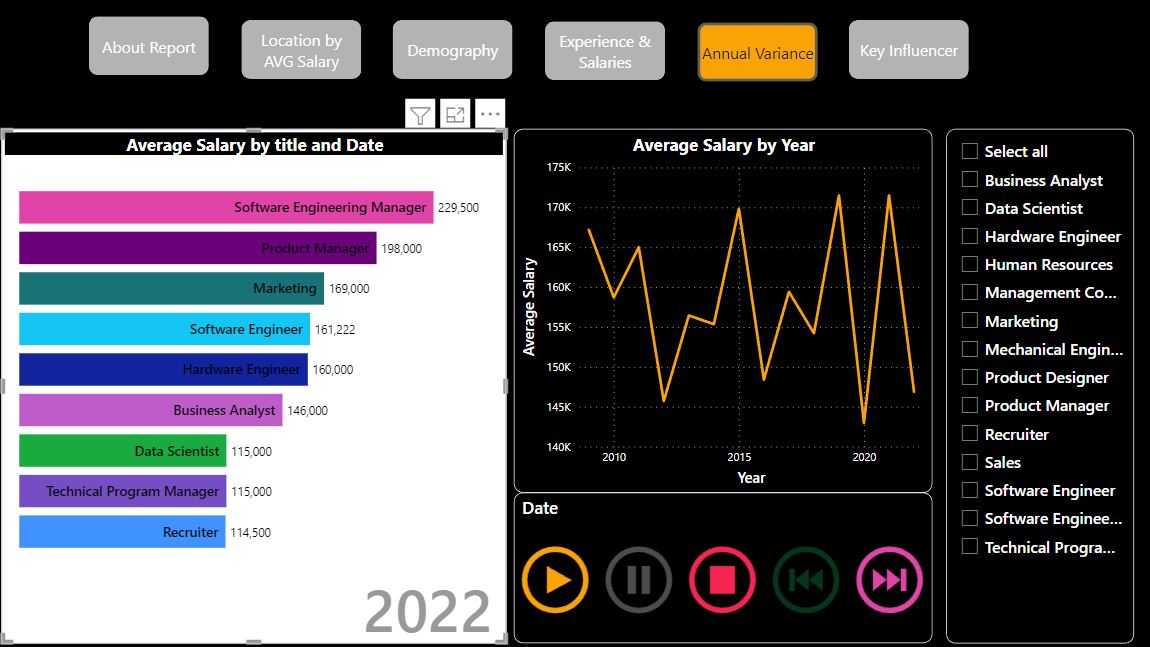 About Report
Location by
AVG Salary
Demography
Experience &
Salaries
Annual Variance
Key Influencer
Average Salary by title and Date
Software Engineering Manager 229,500
Product Manager 198,000
Marketing 169,000
Software Engineer 161,222
Hardware Engineer 160,000
Business Analyst 146,000
Data Scientist 115,000
Technical Program Manager 115,000
Recruiter 114,500
2022
Average Salary by Year
Average Salary
175K
170K
165K
160K
155K
150K
145K
140K
2010 2015 2020
Year
Date
Select all
Business Analyst
Data Scientist
Hardware Engineer
Human Resources
Management Co...
Marketing
Mechanical Engin...
Product Designer
Product Manager
Recruiter
Sales
Software Engineer
Software Enginee...
Technical Progra...